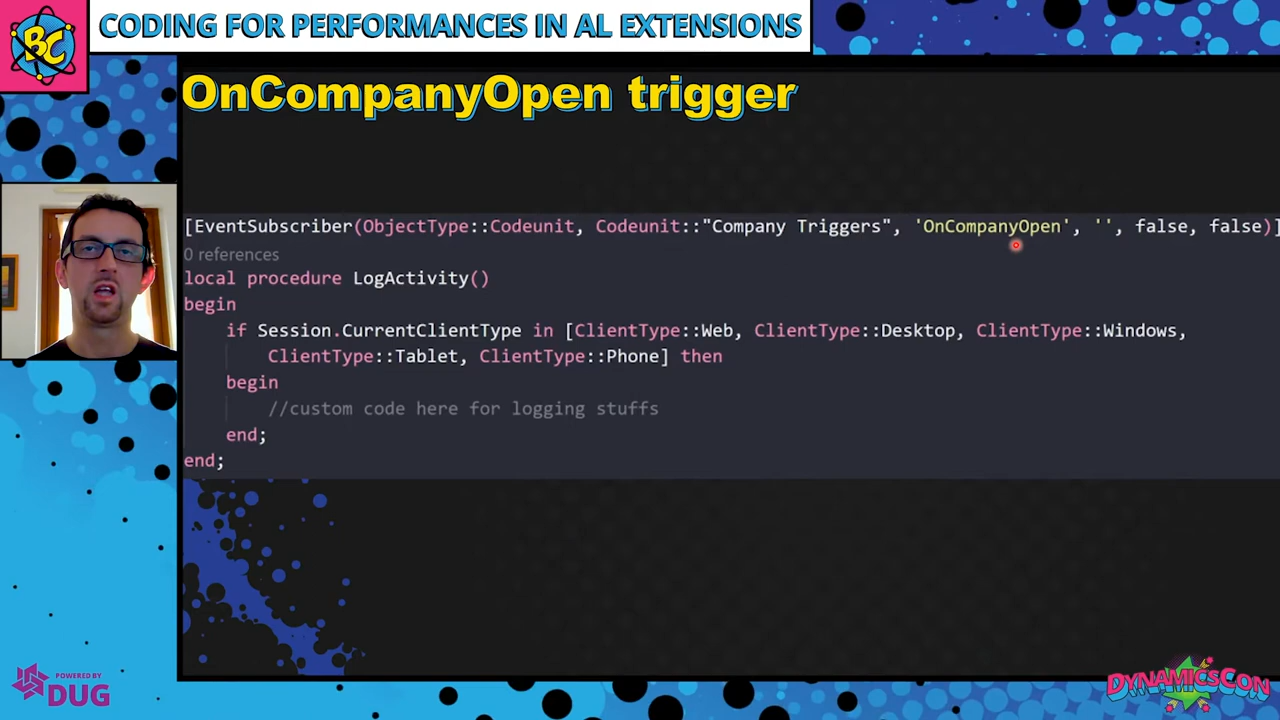 BC
CODING FOR PERFORMANCES IN AL EXTENSIONS
OnCompanyOpen trigger
[EventSubscriber(ObjectType::Codeunit, Codeunit::"Company Triggers", 'OnCompanyOpen', '', false, false)]
0 references
local procedure LogActivity()
begin
if Session.CurrentClientType in [ClientType::Web, ClientType::Desktop, ClientType::Windows,
ClientType::Tablet, ClientType::Phone] then
begin
//custom code here for logging stuffs
end;
end;
POWERED BY
DUG
DYNAMICSCON